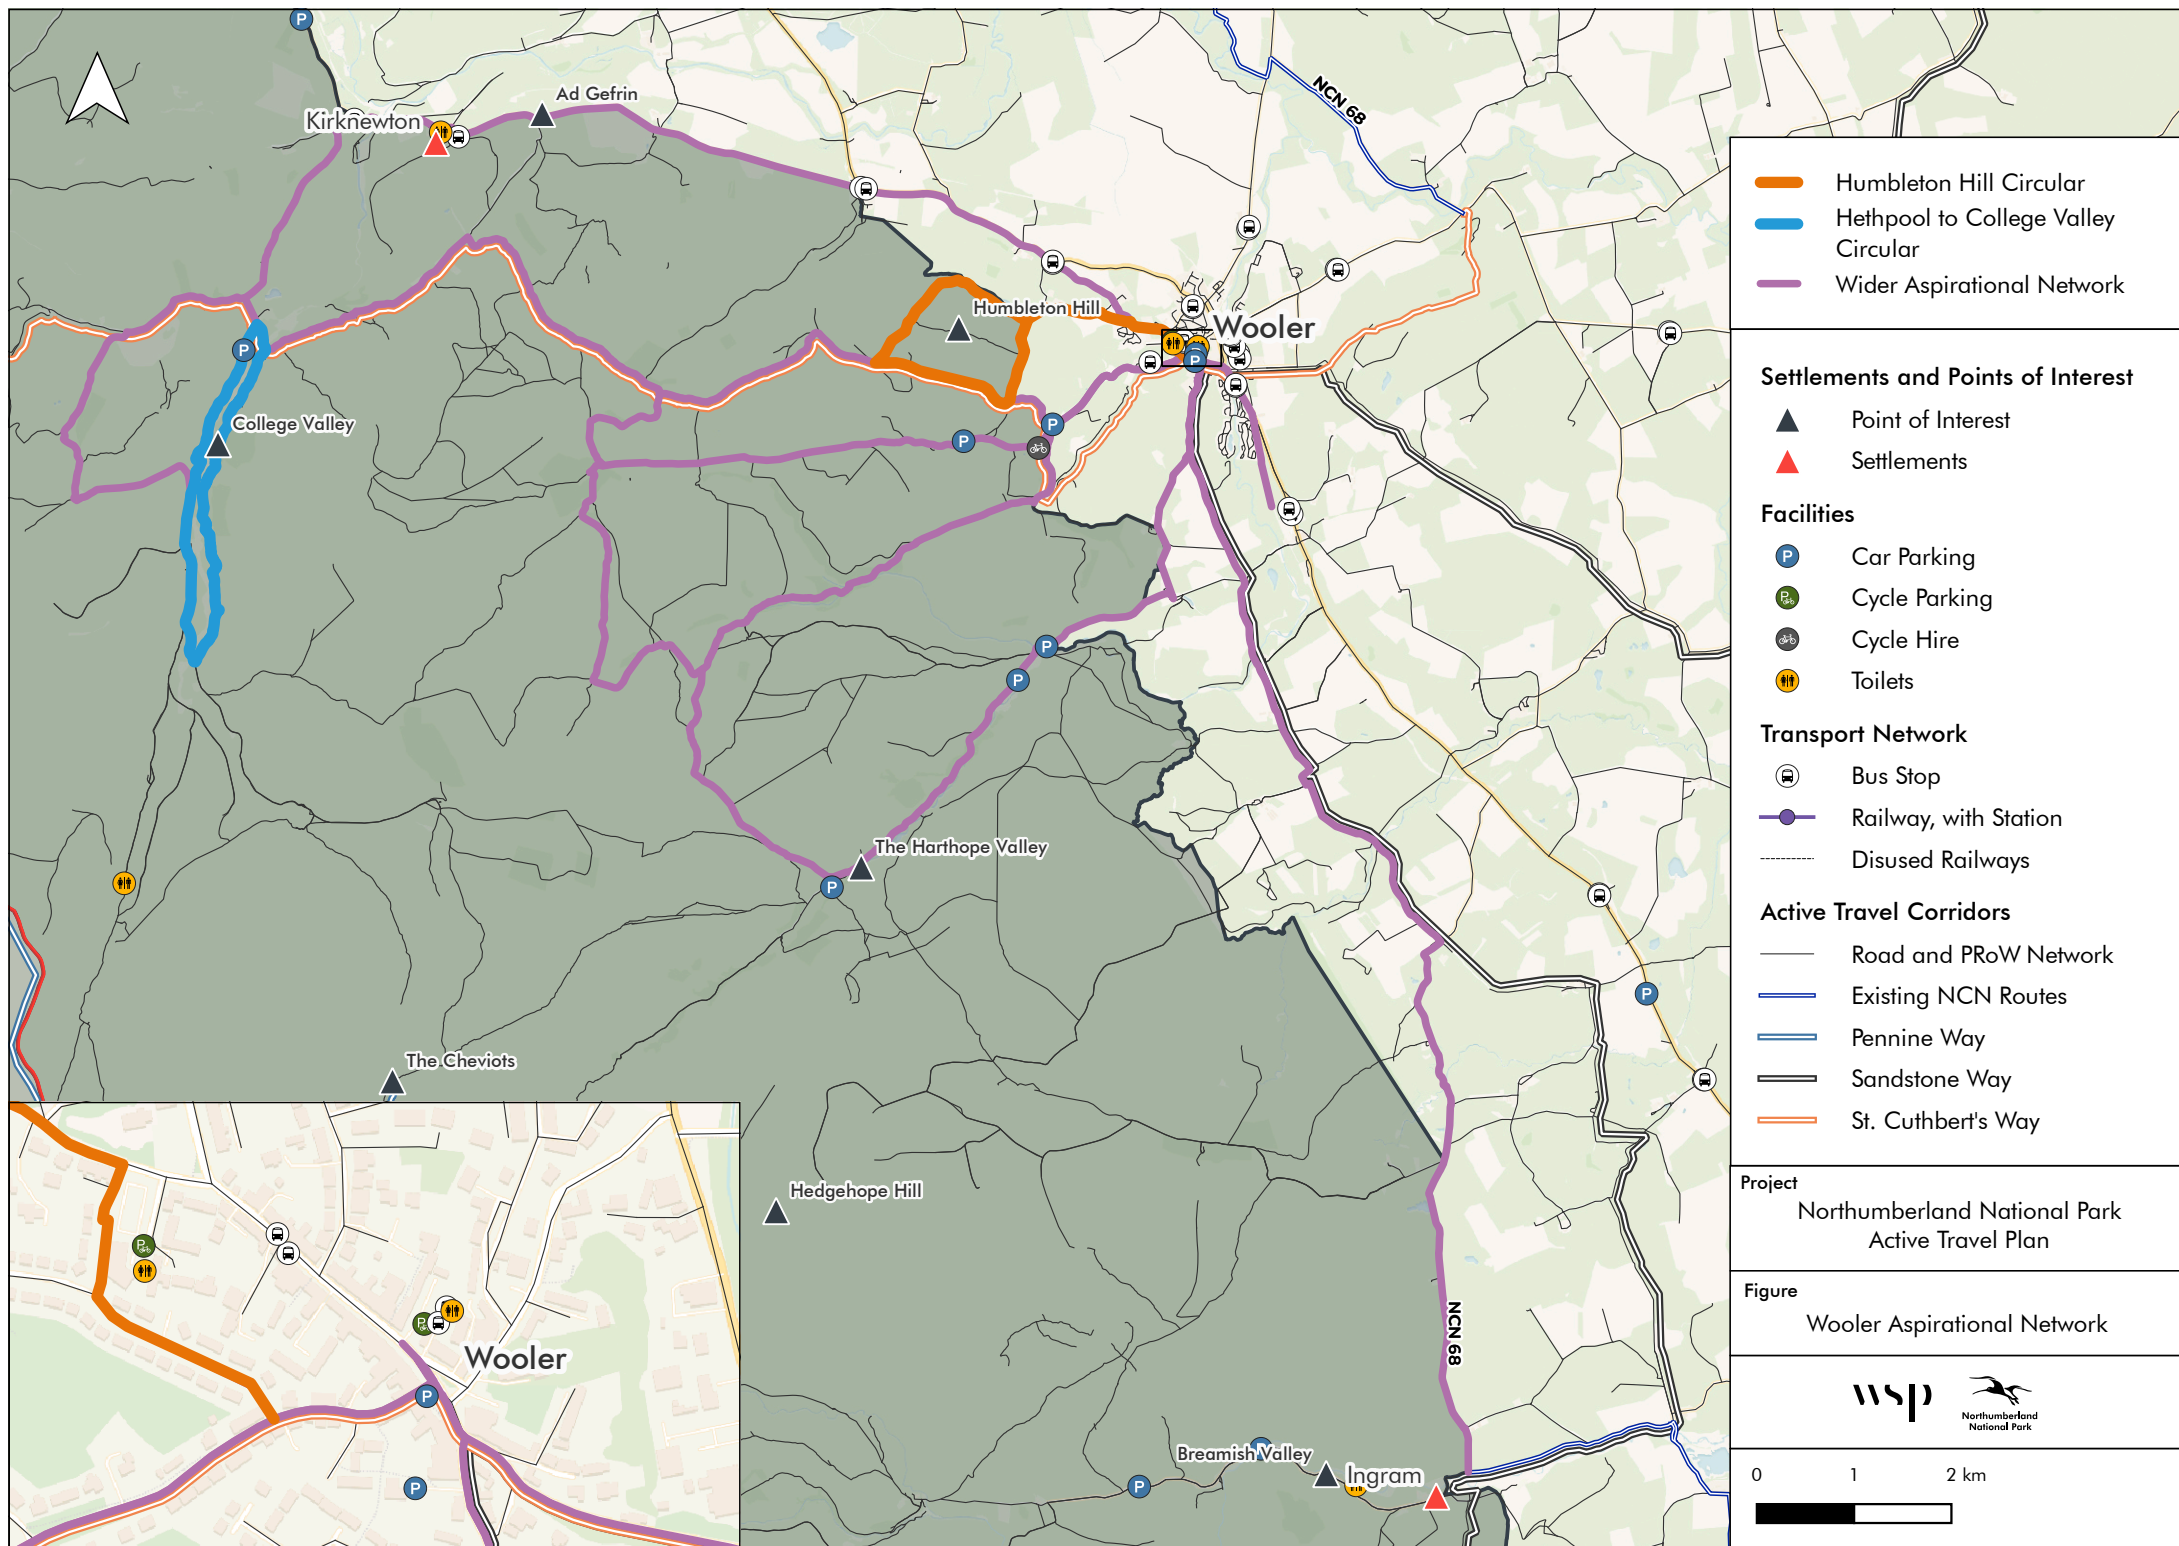 Ad Gefrin
Kirknewton
NCN 68
Humbleton Hill
Wooler
College Valley
The Harthope Valley
The Cheviots
Hedgehope Hill
NCN 68
Breamish Valley
Ingram
Wooler
Humbleton Hill Circular
Hethpool to College Valley
Circular
Wider Aspirational Network
Settlements and Points of Interest
Point of Interest
Settlements
Facilities
P
Car Parking
Cycle Parking
Cycle Hire
Toilets
Transport Network
Bus Stop
Railway, with Station
Disused Railways
Active Travel Corridors
Road and PRoW Network
Existing NCN Routes
Pennine Way
Sandstone Way
St. Cuthbert's Way
Project
Northumberland National Park
Active Travel Plan
Figure
Wooler Aspirational Network
wsp
Northumberland
National Park
0 1 2 km